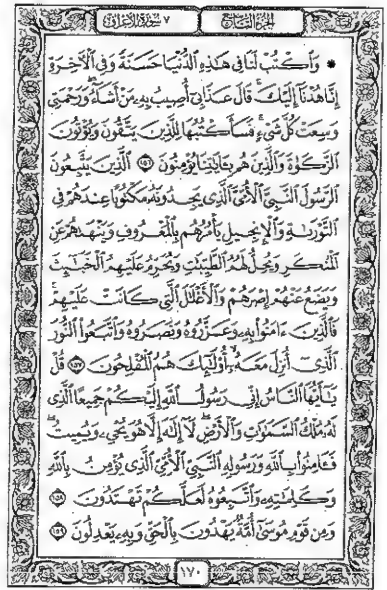 الجزء التاسع ٧ سورة الأعراف
۞ وَٱكْتُبْ لَنَا فِى هَٰذِهِ ٱلدُّنْيَا حَسَنَةً وَفِى ٱلْأَخِرَةِ
إِنَّا هُدْنَآ إِلَيْكَ ۚ قَالَ عَذَابِىٓ أُصِيبُ بِهِۦ مَنْ أَشَآءُ ۖ وَرَحْمَتِى
وَسِعَتْ كُلَّ شَىْءٍ ۚ فَسَأَكْتُبُهَا لِلَّذِينَ يَتَّقُونَ وَيُؤْتُونَ
ٱلزَّكَوٰةَ وَٱلَّذِينَ هُم بِـَٔايَٰتِنَا يُؤْمِنُونَ ١٥٦ ٱلَّذِينَ يَتَّبِعُونَ
ٱلرَّسُولَ ٱلنَّبِىَّ ٱلْأُمِّىَّ ٱلَّذِى يَجِدُونَهُۥ مَكْتُوبًا عِندَهُمْ فِى
ٱلتَّوْرَىٰةِ وَٱلْإِنجِيلِ يَأْمُرُهُم بِٱلْمَعْرُوفِ وَيَنْهَىٰهُمْ عَنِ
ٱلْمُنكَرِ وَيُحِلُّ لَهُمُ ٱلطَّيِّبَٰتِ وَيُحَرِّمُ عَلَيْهِمُ ٱلْخَبَٰٓئِثَ
وَيَضَعُ عَنْهُمْ إِصْرَهُمْ وَٱلْأَغْلَٰلَ ٱلَّتِى كَانَتْ عَلَيْهِمْ ۚ
فَٱلَّذِينَ ءَامَنُوا۟ بِهِۦ وَعَزَّرُوهُ وَنَصَرُوهُ وَٱتَّبَعُوا۟ ٱلنُّورَ
ٱلَّذِىٓ أُنزِلَ مَعَهُۥٓ ۙ أُو۟لَٰٓئِكَ هُمُ ٱلْمُفْلِحُونَ ١٥٧ قُلْ
يَٰٓأَيُّهَا ٱلنَّاسُ إِنِّى رَسُولُ ٱللَّهِ إِلَيْكُمْ جَمِيعًا ٱلَّذِى
لَهُۥ مُلْكُ ٱلسَّمَٰوَٰتِ وَٱلْأَرْضِ ۖ لَآ إِلَٰهَ إِلَّا هُوَ يُحْىِۦ وَيُمِيتُ ۖ
فَـَٔامِنُوا۟ بِٱللَّهِ وَرَسُولِهِ ٱلنَّبِىِّ ٱلْأُمِّىِّ ٱلَّذِى يُؤْمِنُ بِٱللَّهِ
وَكَلِمَٰتِهِۦ وَٱتَّبِعُوهُ لَعَلَّكُمْ تَهْتَدُونَ ١٥٨
وَمِن قَوْمِ مُوسَىٰٓ أُمَّةٌ يَهْدُونَ بِٱلْحَقِّ وَبِهِۦ يَعْدِلُونَ ١٥٩
١٧٠